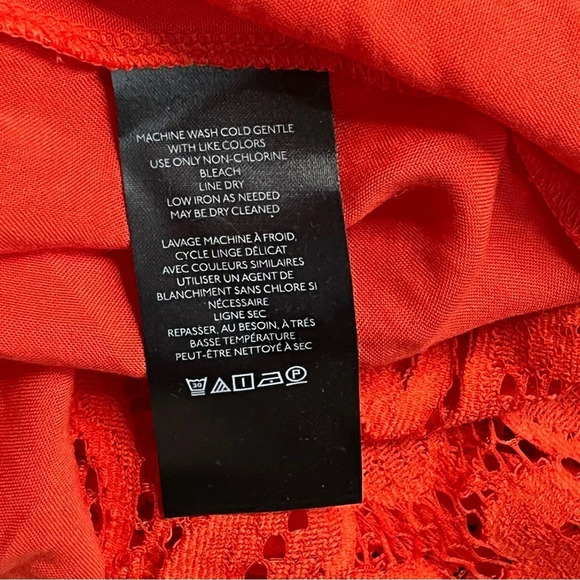 MACHINE WASH COLD GENTLE
WITH LIKE COLORS
USE ONLY NON-CHLORINE
BLEACH
LINE DRY
LOW IRON AS NEEDED
MAY BE DRY CLEANED
LAVAGE MACHINE À FROID,
CYCLE LINGE DÉLICAT
AVEC COULEURS SIMILAIRES
UTILISER UN AGENT DE
BLANCHIMENT SANS CHLORE SI
NÉCESSAIRE
LIGNE SEC
REPASSER, AU BESOIN, À TRÉS
BASSE TEMPÉRATURE
PEUT-ÊTRE NETTOYÉ À SEC
30 P